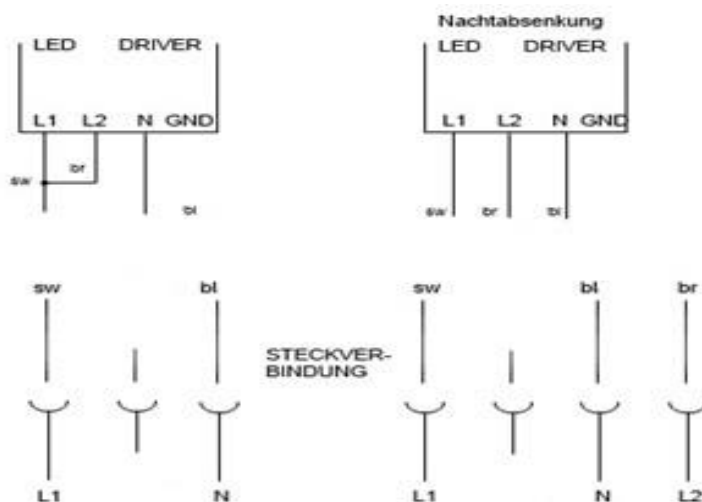 Nachtabsenkung
LED DRIVER
L1 L2 N GND
sw br bl
LED DRIVER
L1 L2 N GND
sw br bl
sw bl
STECKVER-
BINDUNG
L1 N
sw bl br
L1 N L2